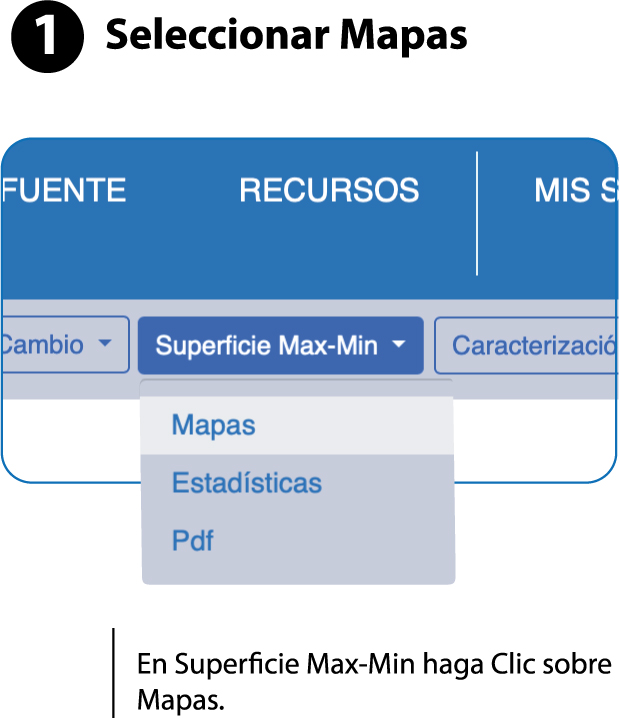 1 Seleccionar Mapas
FUENTE RECURSOS MIS S
Cambio Superficie Max-Min Caracterizació
Mapas
Estadísticas
Pdf
En Superficie Max-Min haga Clic sobre
Mapas.